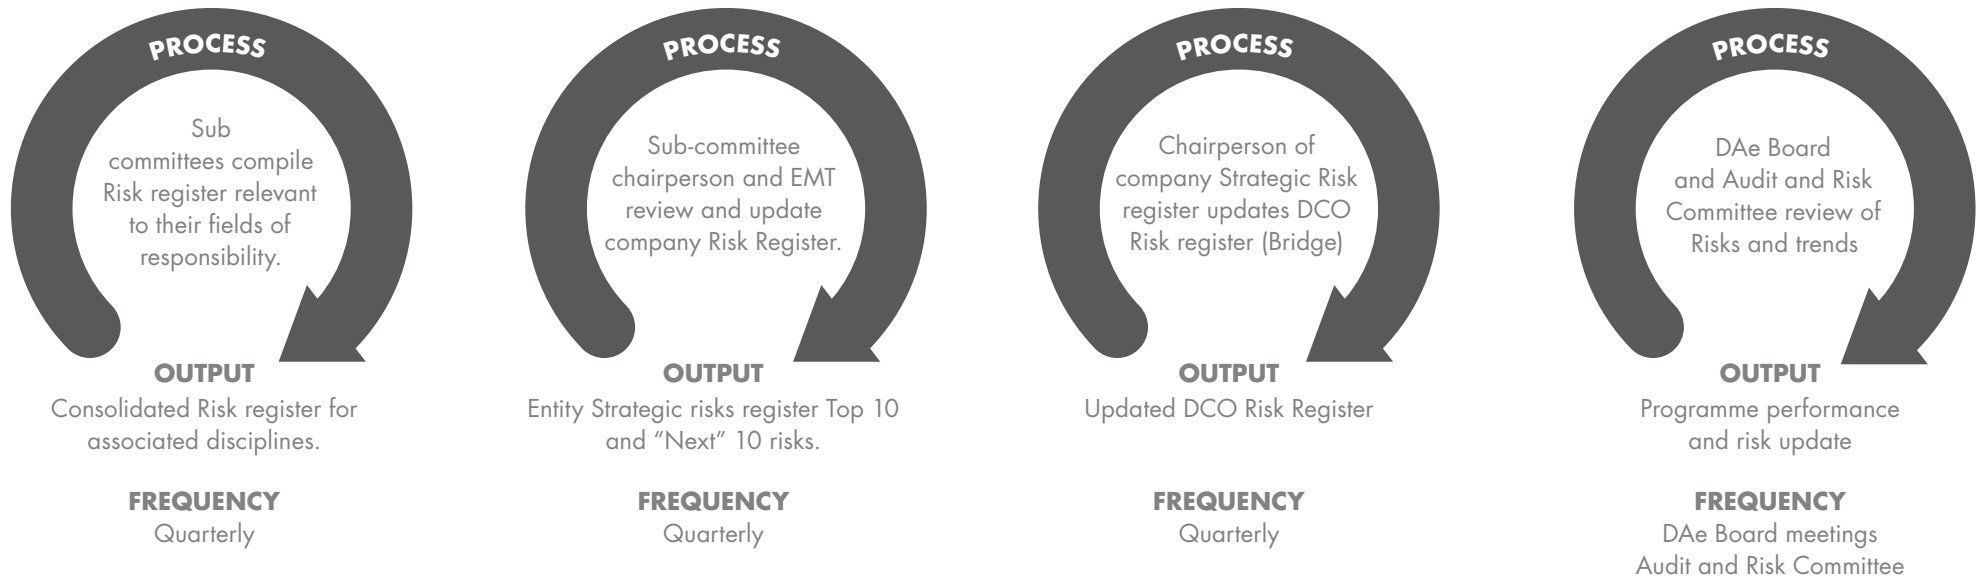 PROCESS
Sub
committees compile
Risk register relevant
to their fields of
responsibility.
OUTPUT
Consolidated Risk register for
associated disciplines.
FREQUENCY
Quarterly
PROCESS
Sub-committee
chairperson and EMT
review and update
company Risk Register.
OUTPUT
Entity Strategic risks register Top 10
and “Next” 10 risks.
FREQUENCY
Quarterly
PROCESS
Chairperson of
company Strategic Risk
register updates DCO
Risk register (Bridge)
OUTPUT
Updated DCO Risk Register
FREQUENCY
Quarterly
PROCESS
DAe Board
and Audit and Risk
Committee review of
Risks and trends
OUTPUT
Programme performance
and risk update
FREQUENCY
DAe Board meetings
Audit and Risk Committee